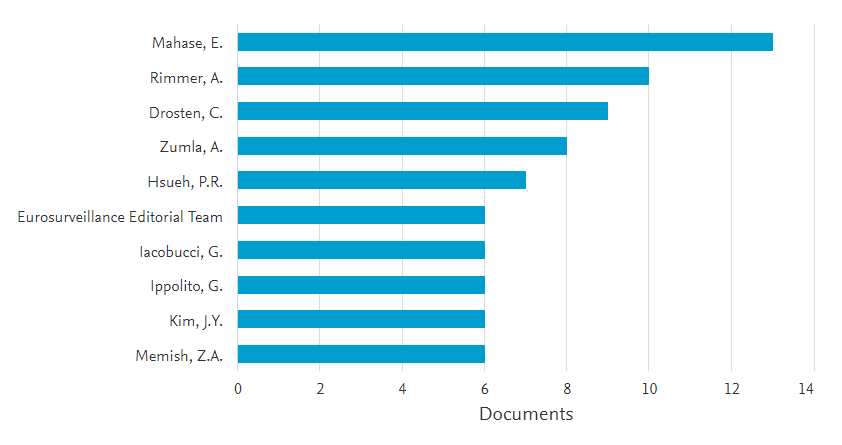 Mahase, E.
Rimmer, A.
Drosten, C.
Zumla, A.
Hsueh, P.R.
Eurosurveillance Editorial Team
Iacobucci, G.
Ippolito, G.
Kim, J.Y.
Memish, Z.A.
0 2 4 6 8 10 12 14
Documents